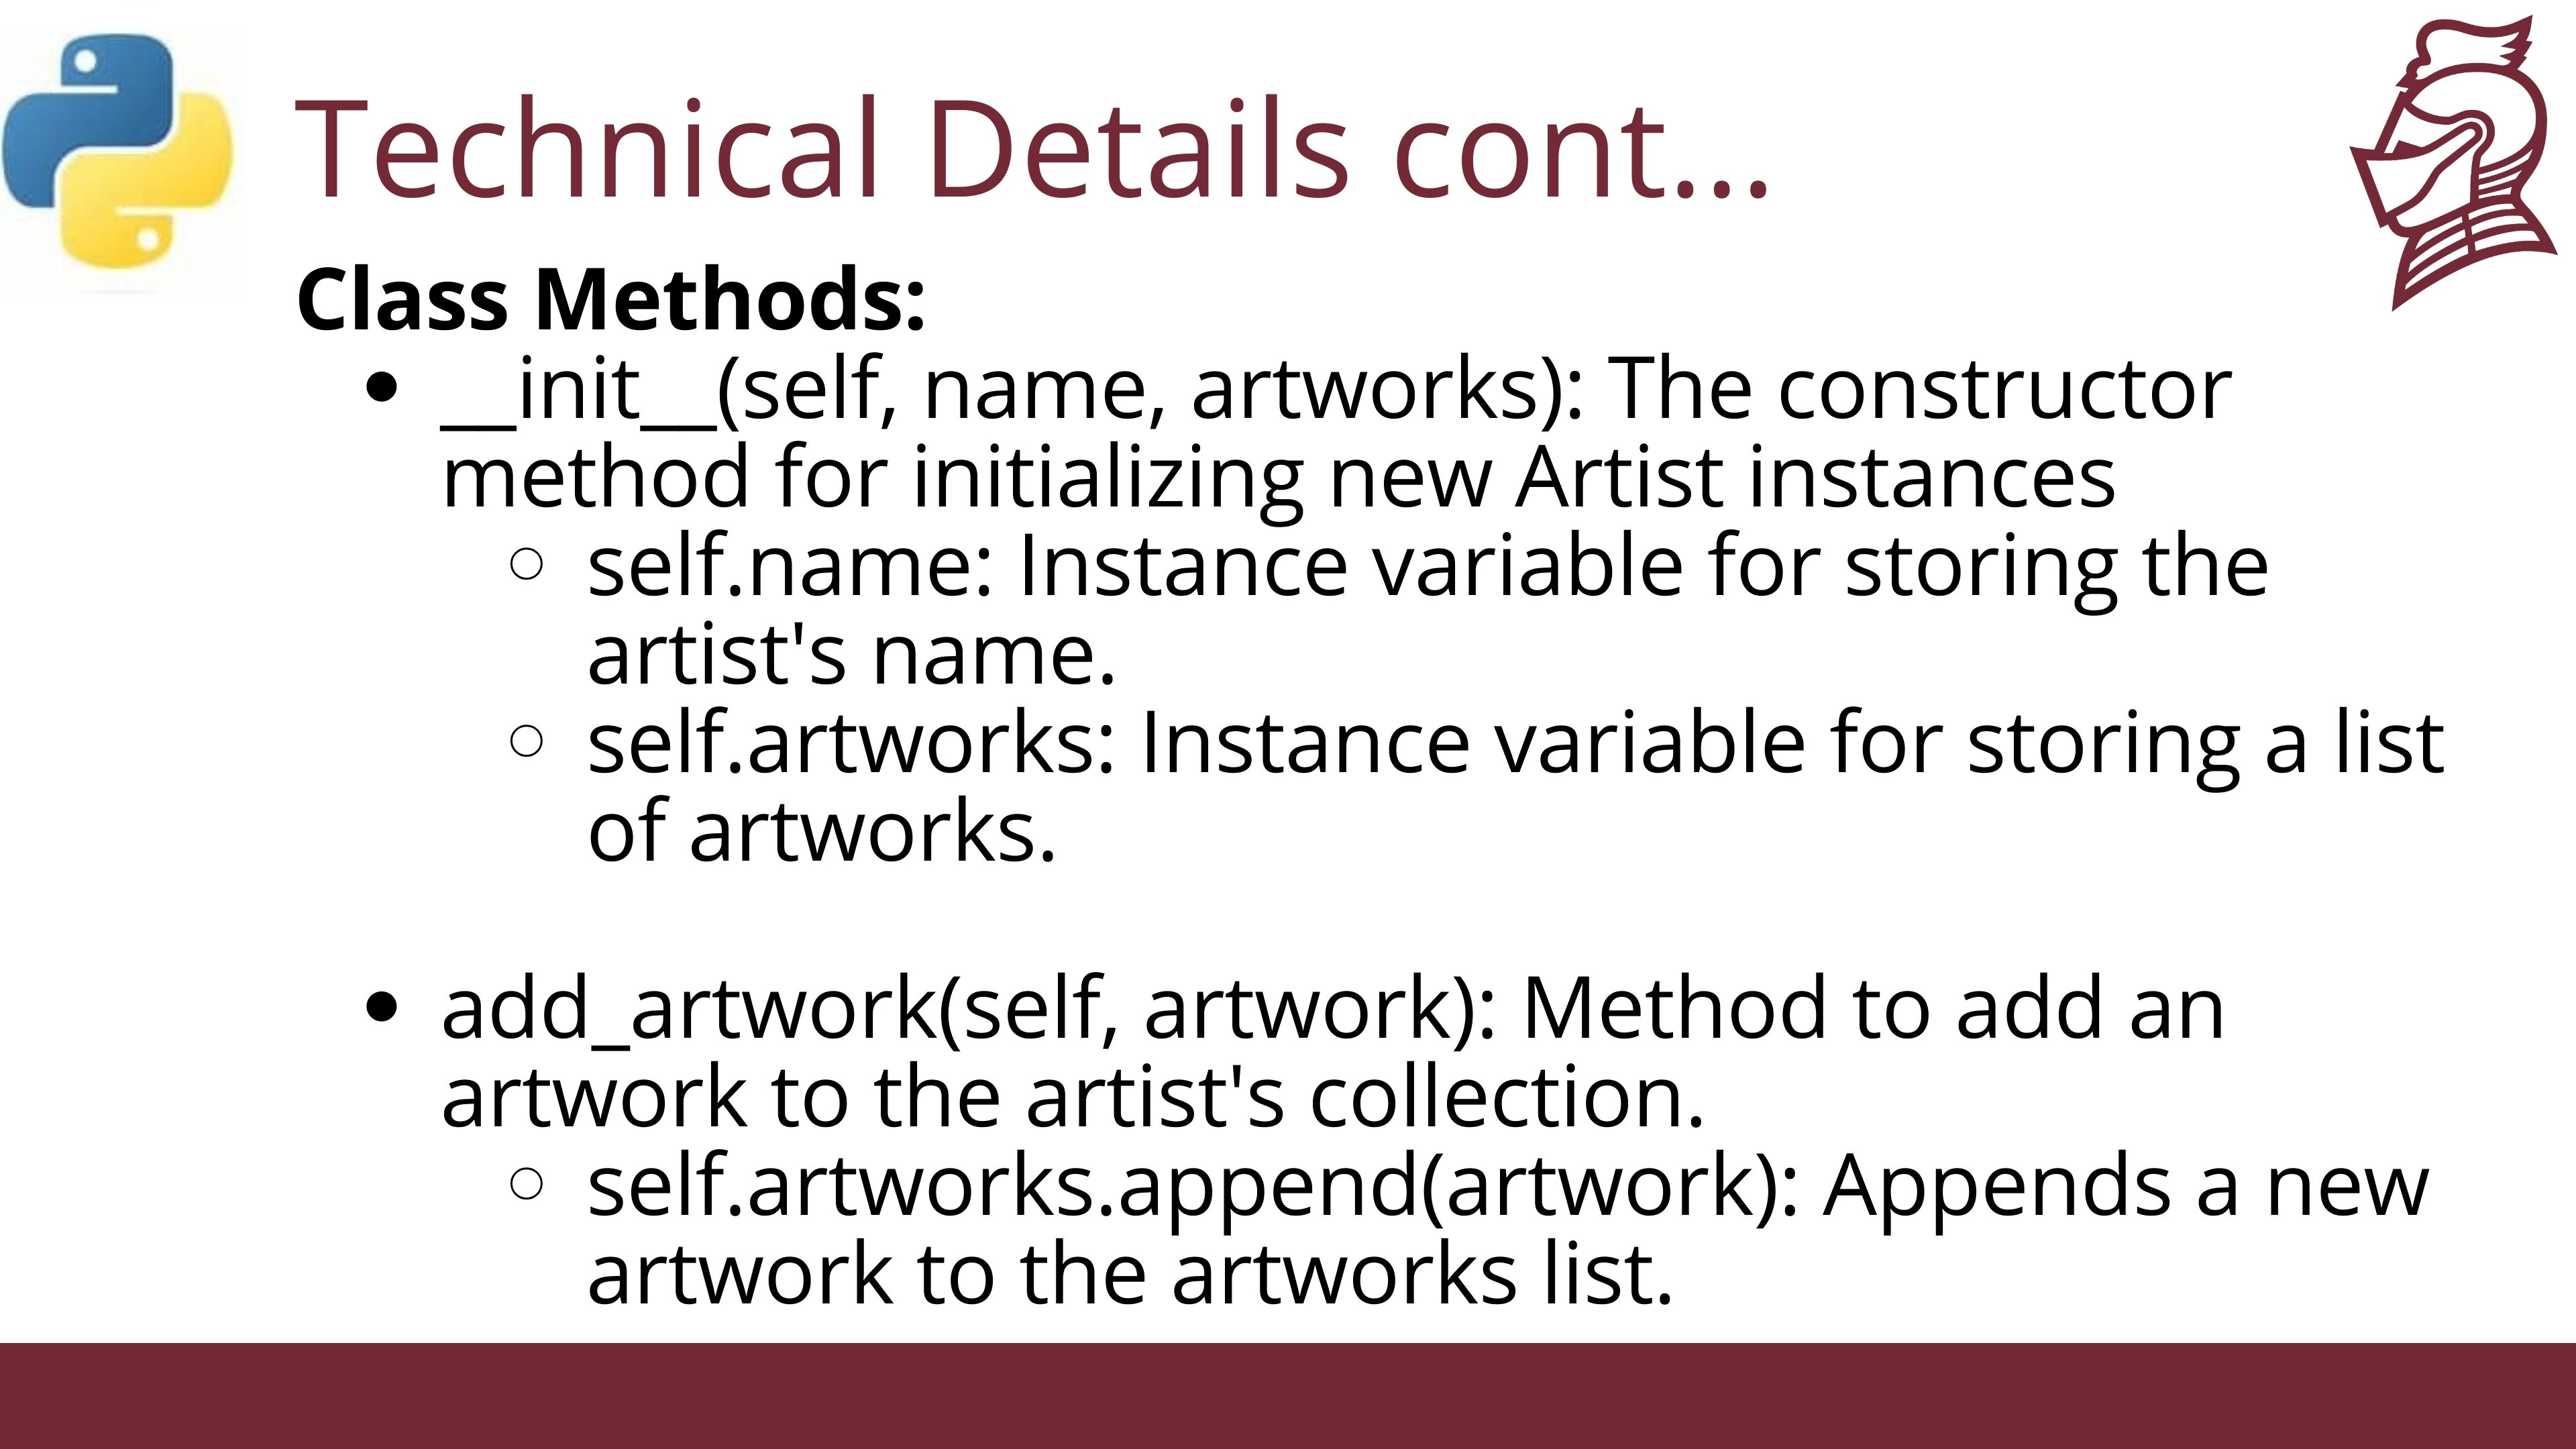 Technical Details cont...
Class Methods:
● __init__(self, name, artworks): The constructor
method for initializing new Artist instances
○ self.name: Instance variable for storing the
artist's name.
○ self.artworks: Instance variable for storing a list
of artworks.
● add_artwork(self, artwork): Method to add an
artwork to the artist's collection.
○ self.artworks.append(artwork): Appends a new
artwork to the artworks list.